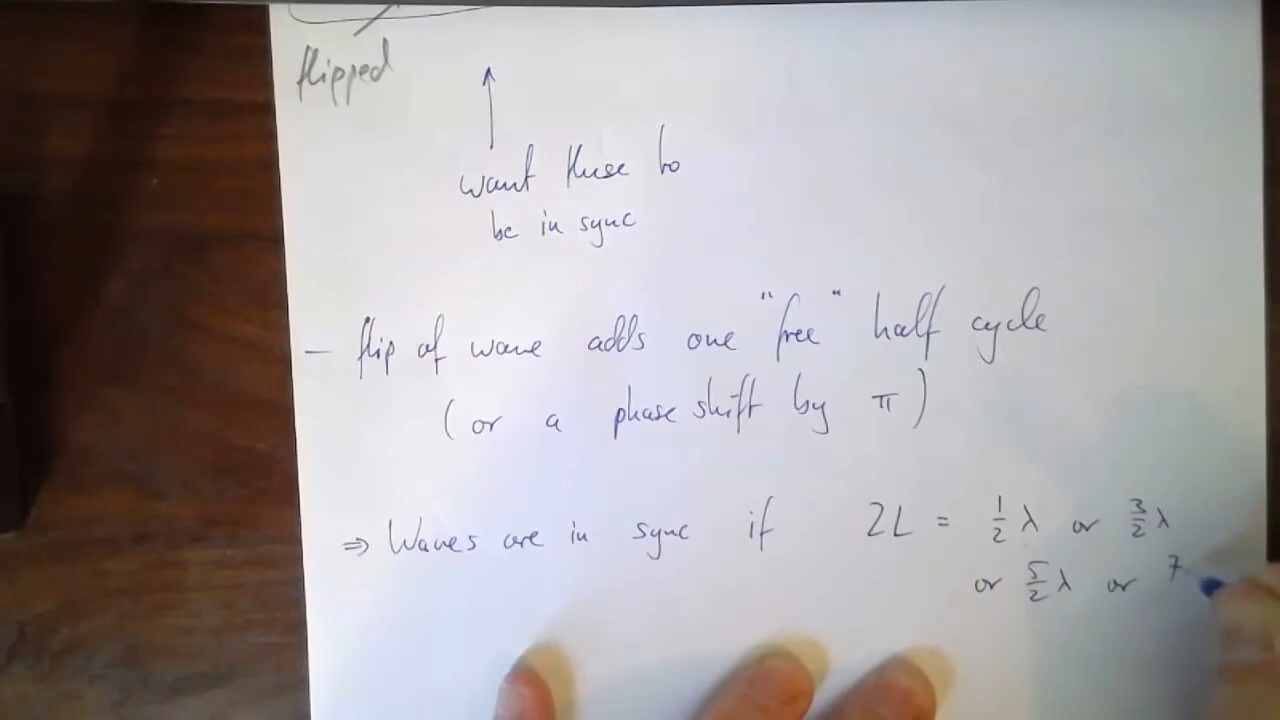 flipped
↑
want these to
be in sync
– flip of wave adds one "free" half cycle
(or a phase shift by π)
⇒ Waves are in sync if 2L = 1/2 λ or 3/2 λ
or 5/2 λ or 7